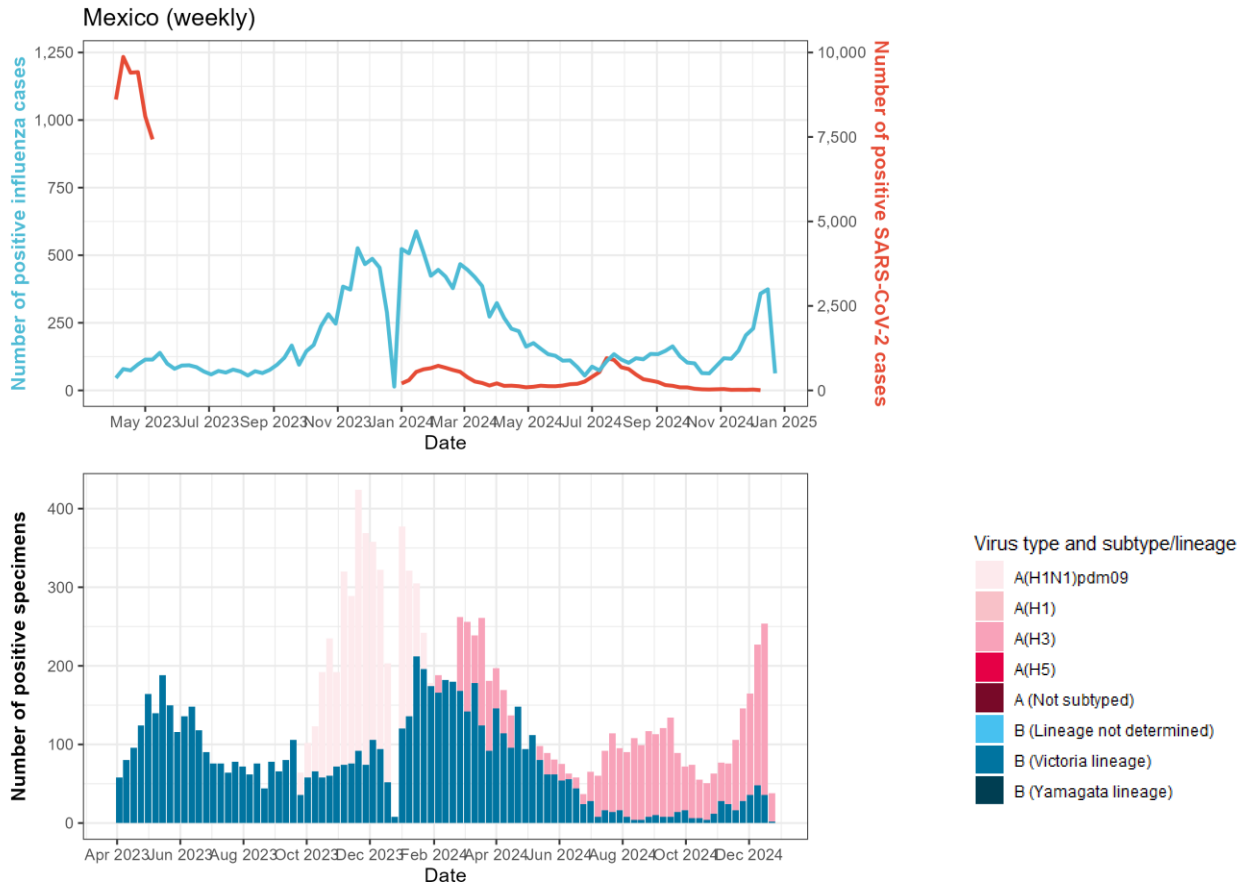 Mexico (weekly)
Number of positive influenza cases
1,250
1,000
750
500
250
0
10,000
7,500
5,000
2,500
0
Number of positive SARS-CoV-2 cases
May 2023 Jul 2023 Sep 2023 Nov 2023 Jan 2024 Mar 2024 May 2024 Jul 2024 Sep 2024 Nov 2024 Jan 2025
Date
Number of positive specimens
400
300
200
100
0
Apr 2023 Jun 2023 Aug 2023 Oct 2023 Dec 2023 Feb 2024 Apr 2024 Jun 2024 Aug 2024 Oct 2024 Dec 2024
Date
Virus type and subtype/lineage
A(H1N1)pdm09
A(H1)
A(H3)
A(H5)
A (Not subtyped)
B (Lineage not determined)
B (Victoria lineage)
B (Yamagata lineage)